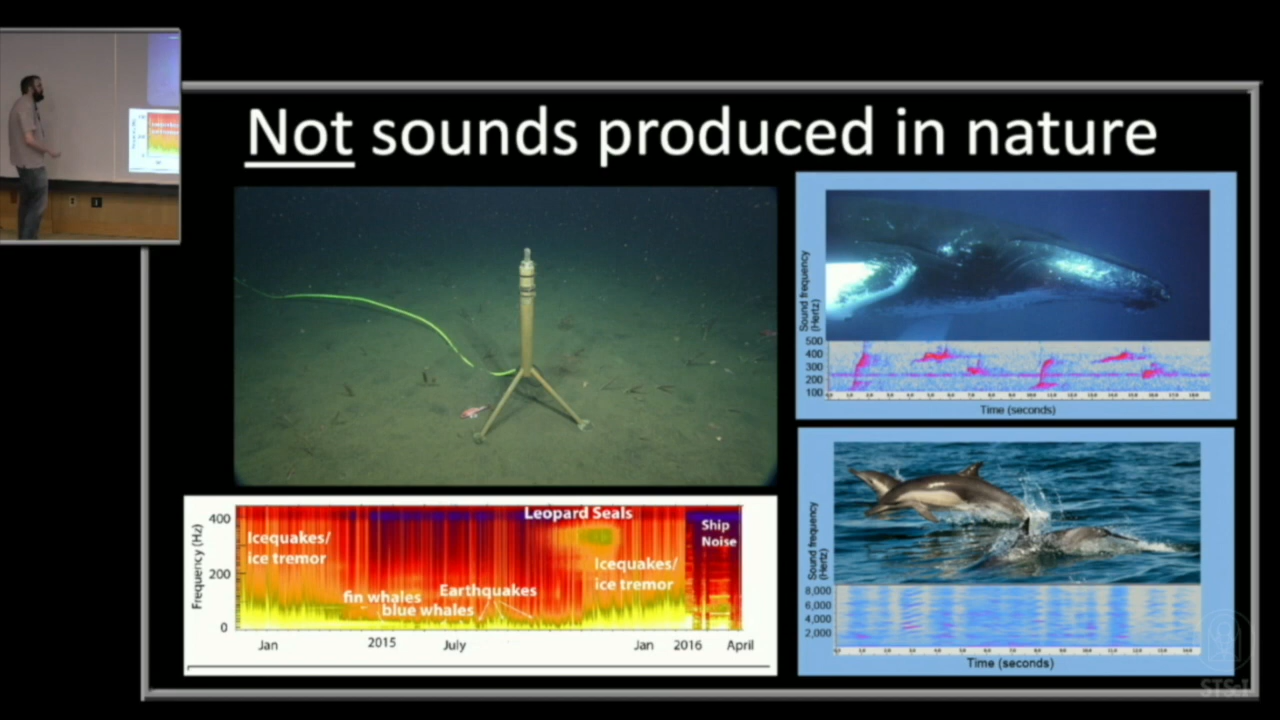 Not sounds produced in nature
Sound frequency
(Hertz)
500
400
300
200
100
Time (seconds)
Frequency (Hz)
400
200
0
Leopard Seals
Icequakes/
ice tremor
Ship
Noise
Icequakes/
ice tremor
Earthquakes
fin whales
blue whales
Jan
2015
July
Jan
2016
April
Sound frequency
(Hertz)
8,000
6,000
4,000
2,000
Time (seconds)
STScI